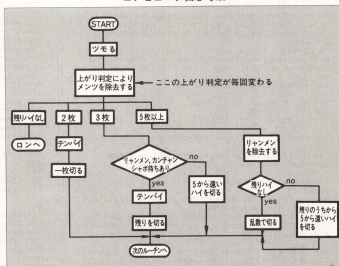 START
ツモる
上がり判定により
メンツを除去する
ここの上がり判定が毎回変わる
残りハイなし
2枚
3枚
5枚以上
ロンへ
テンパイ
一枚切る
リャンメン,カンチャン
シャボ待ちあり
no
yes
テンパイ
残りを切る
5から遠い
ハイを切る
リャンメン
を除去する
残りハイ
なし
no
yes
乱数で切る
残りのうちから
5から遠いハイ
を切る
次のルーチンへ